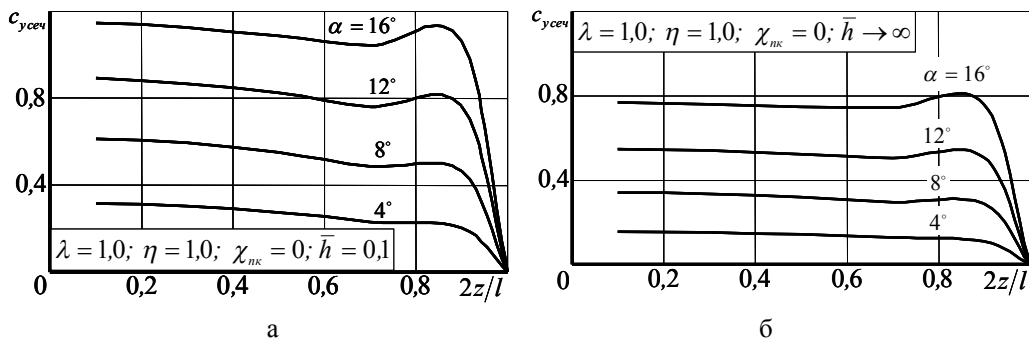 c_усеч
α = 16°
12°
0,8
8°
0,4
4°
λ = 1,0; η = 1,0; χ_пк = 0; h̄ = 0,1
0 0,2 0,4 0,6 0,8 2z/l
а
c_усеч
λ = 1,0; η = 1,0; χ_пк = 0; h̄ → ∞
α = 16°
0,8
12°
0,4
8°
4°
0 0,2 0,4 0,6 0,8 2z/l
б